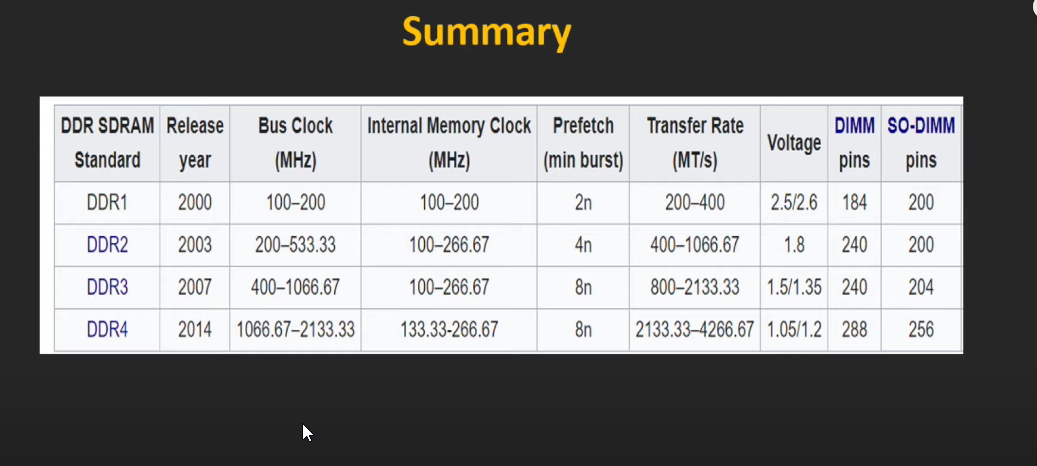 Summary
DDR SDRAM Standard Release year Bus Clock (MHz) Internal Memory Clock (MHz) Prefetch (min burst) Transfer Rate (MT/s) Voltage DIMM pins SO-DIMM pins
DDR1 2000 100–200 100–200 2n 200–400 2.5/2.6 184 200
DDR2 2003 200–533.33 100–266.67 4n 400–1066.67 1.8 240 200
DDR3 2007 400–1066.67 100–266.67 8n 800–2133.33 1.5/1.35 240 204
DDR4 2014 1066.67–2133.33 133.33-266.67 8n 2133.33–4266.67 1.05/1.2 288 256